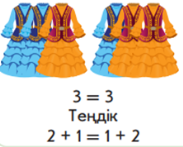 3 = 3
Теңдік
2 + 1 = 1 + 2